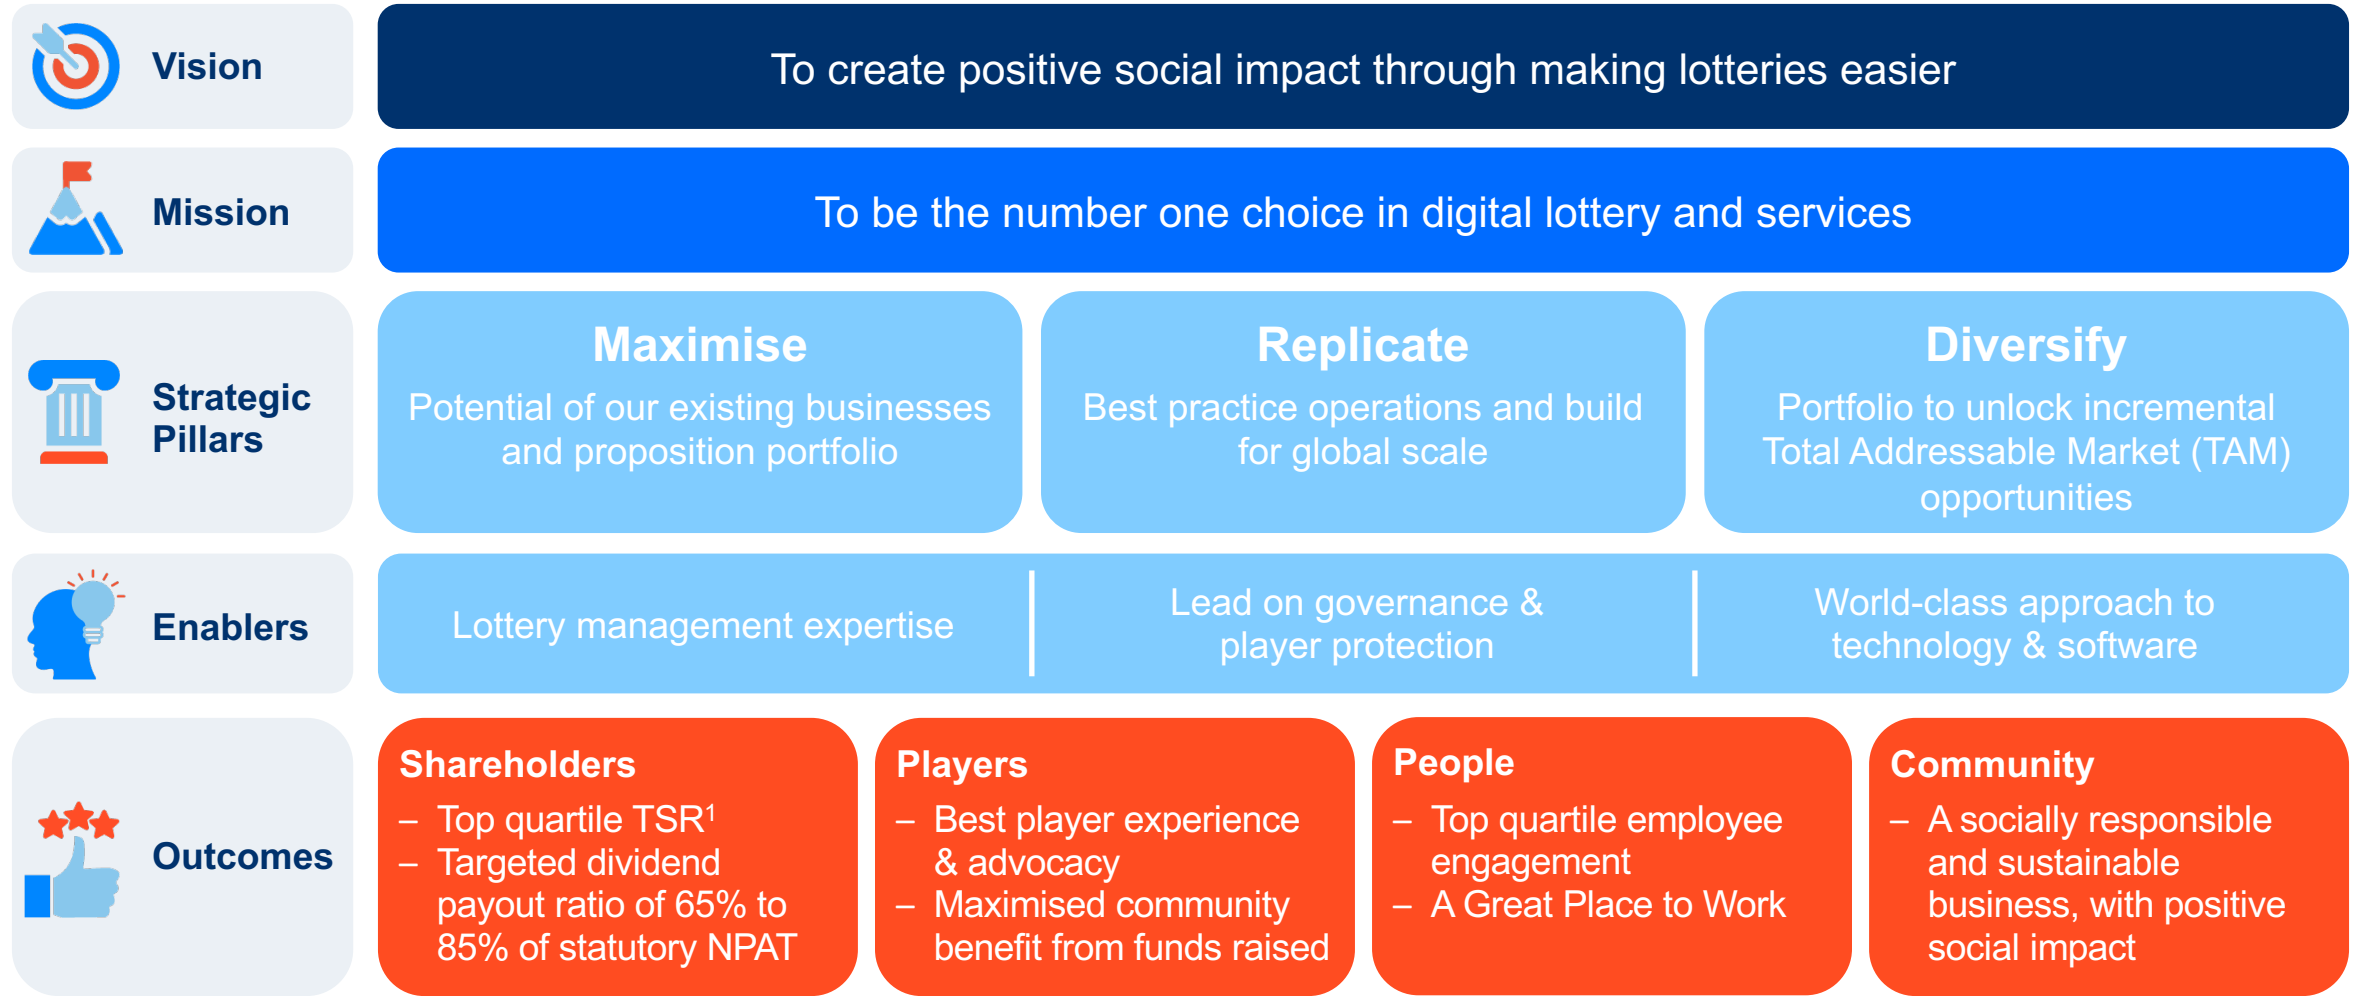 Vision
To create positive social impact through making lotteries easier
Mission
To be the number one choice in digital lottery and services
Strategic
Pillars
Maximise
Potential of our existing businesses
and proposition portfolio
Replicate
Best practice operations and build
for global scale
Diversify
Portfolio to unlock incremental
Total Addressable Market (TAM)
opportunities
Enablers
Lottery management expertise
Lead on governance &
player protection
World-class approach to
technology & software
Outcomes
Shareholders
– Top quartile TSR¹
– Targeted dividend
payout ratio of 65% to
85% of statutory NPAT
Players
– Best player experience
& advocacy
– Maximised community
benefit from funds raised
People
– Top quartile employee
engagement
– A Great Place to Work
Community
– A socially responsible
and sustainable
business, with positive
social impact